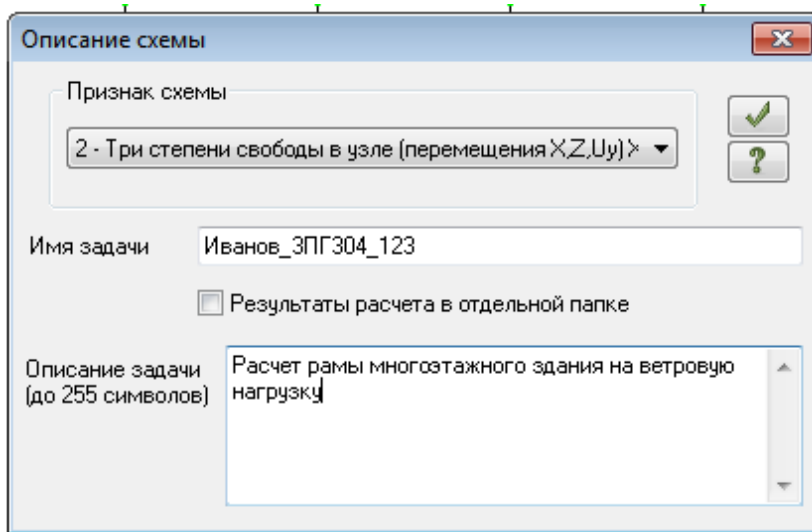 Описание схемы
Признак схемы
2 - Три степени свободы в узле (перемещения X,Z,Uy) X
Имя задачи
Иванов_ЗПГ304_123
Результаты расчета в отдельной папке
Описание задачи
(до 255 символов)
Расчет рамы многоэтажного здания на ветровую
нагрузку